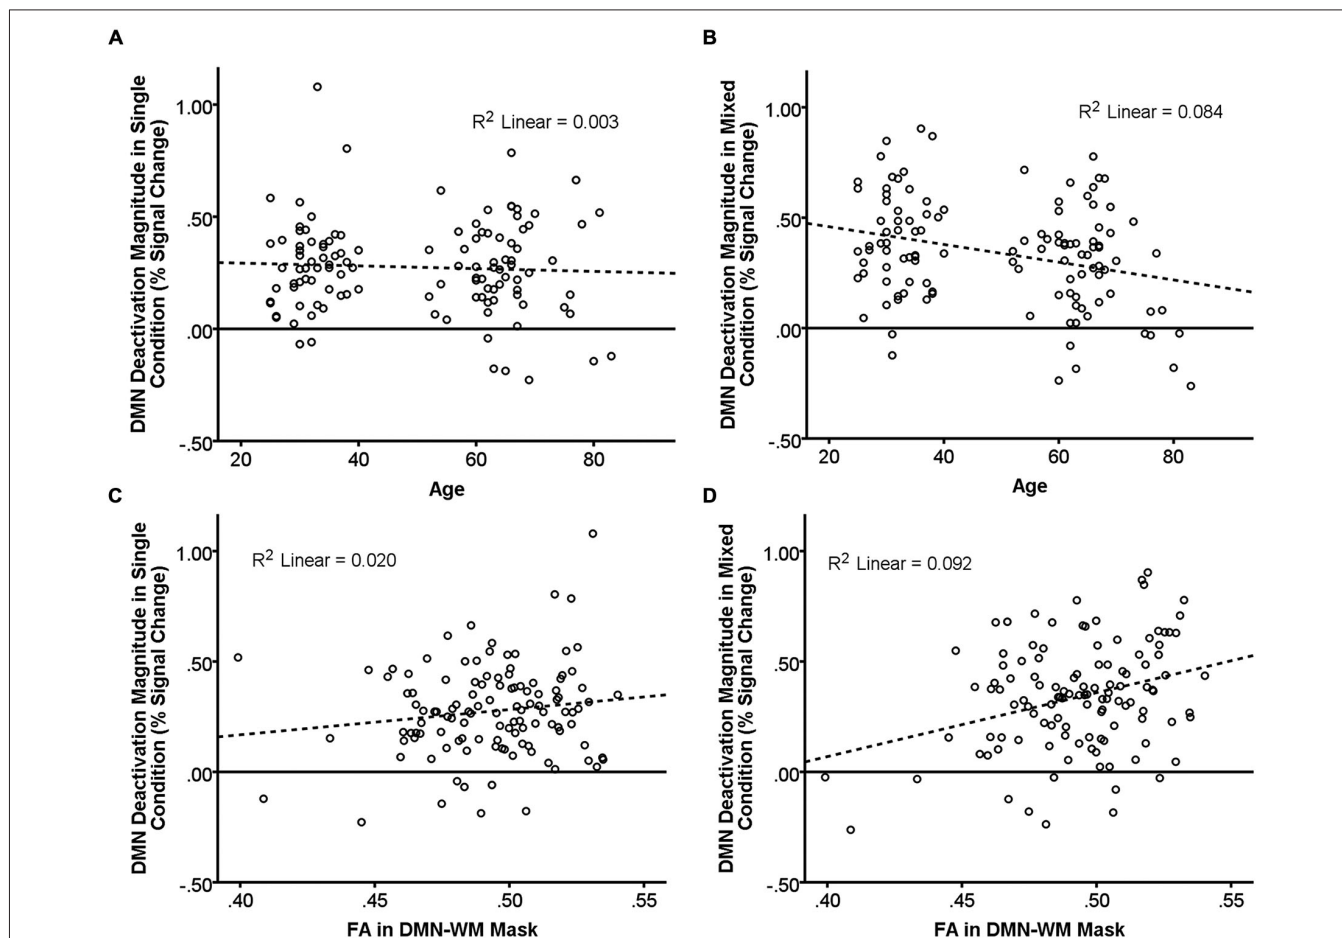 A
DMN Deactivation Magnitude in Single
Condition (% Signal Change)
1.00
.50
.00
-.50
R2 Linear = 0.003
20 40 60 80
Age
B
DMN Deactivation Magnitude in Mixed
Condition (% Signal Change)
1.00
.50
.00
-.50
R2 Linear = 0.084
20 40 60 80
Age
C
DMN Deactivation Magnitude in Single
Condition (% Signal Change)
1.00
.50
.00
-.50
R2 Linear = 0.020
.40 .45 .50 .55
FA in DMN-WM Mask
D
DMN Deactivation Magnitude in Mixed
Condition (% Signal Change)
1.00
.50
.00
-.50
R2 Linear = 0.092
.40 .45 .50 .55
FA in DMN-WM Mask